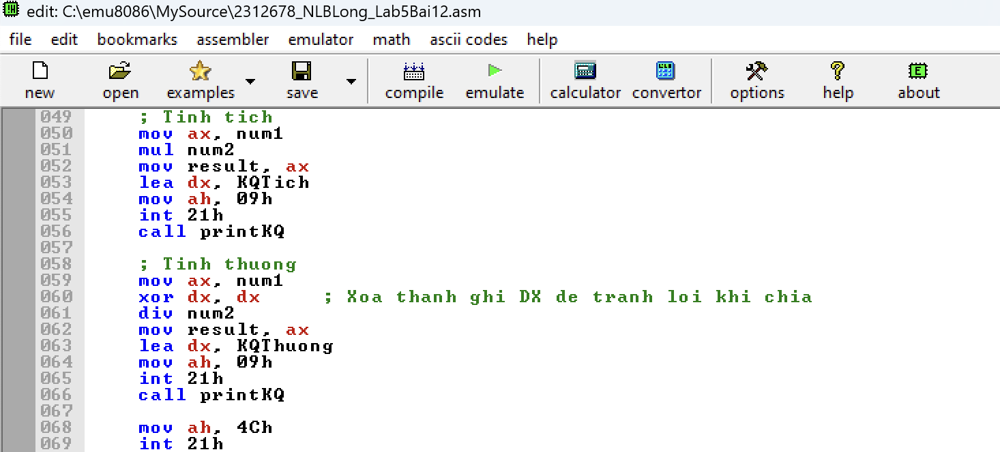 edit: C:\emu8086\MySource\2312678_NLBLong_Lab5Bai12.asm
file edit bookmarks assembler emulator math ascii codes help
new open examples save compile emulate calculator convertor options help about
049 ; Tinh tich
050 mov ax, num1
051 mul num2
052 mov result, ax
053 lea dx, KQTich
054 mov ah, 09h
055 int 21h
056 call printKQ
057
058 ; Tinh thuong
059 mov ax, num1
060 xor dx, dx ; Xoa thanh ghi DX de tranh loi khi chia
061 div num2
062 mov result, ax
063 lea dx, KQThuong
064 mov ah, 09h
065 int 21h
066 call printKQ
067
068 mov ah, 4Ch
069 int 21h